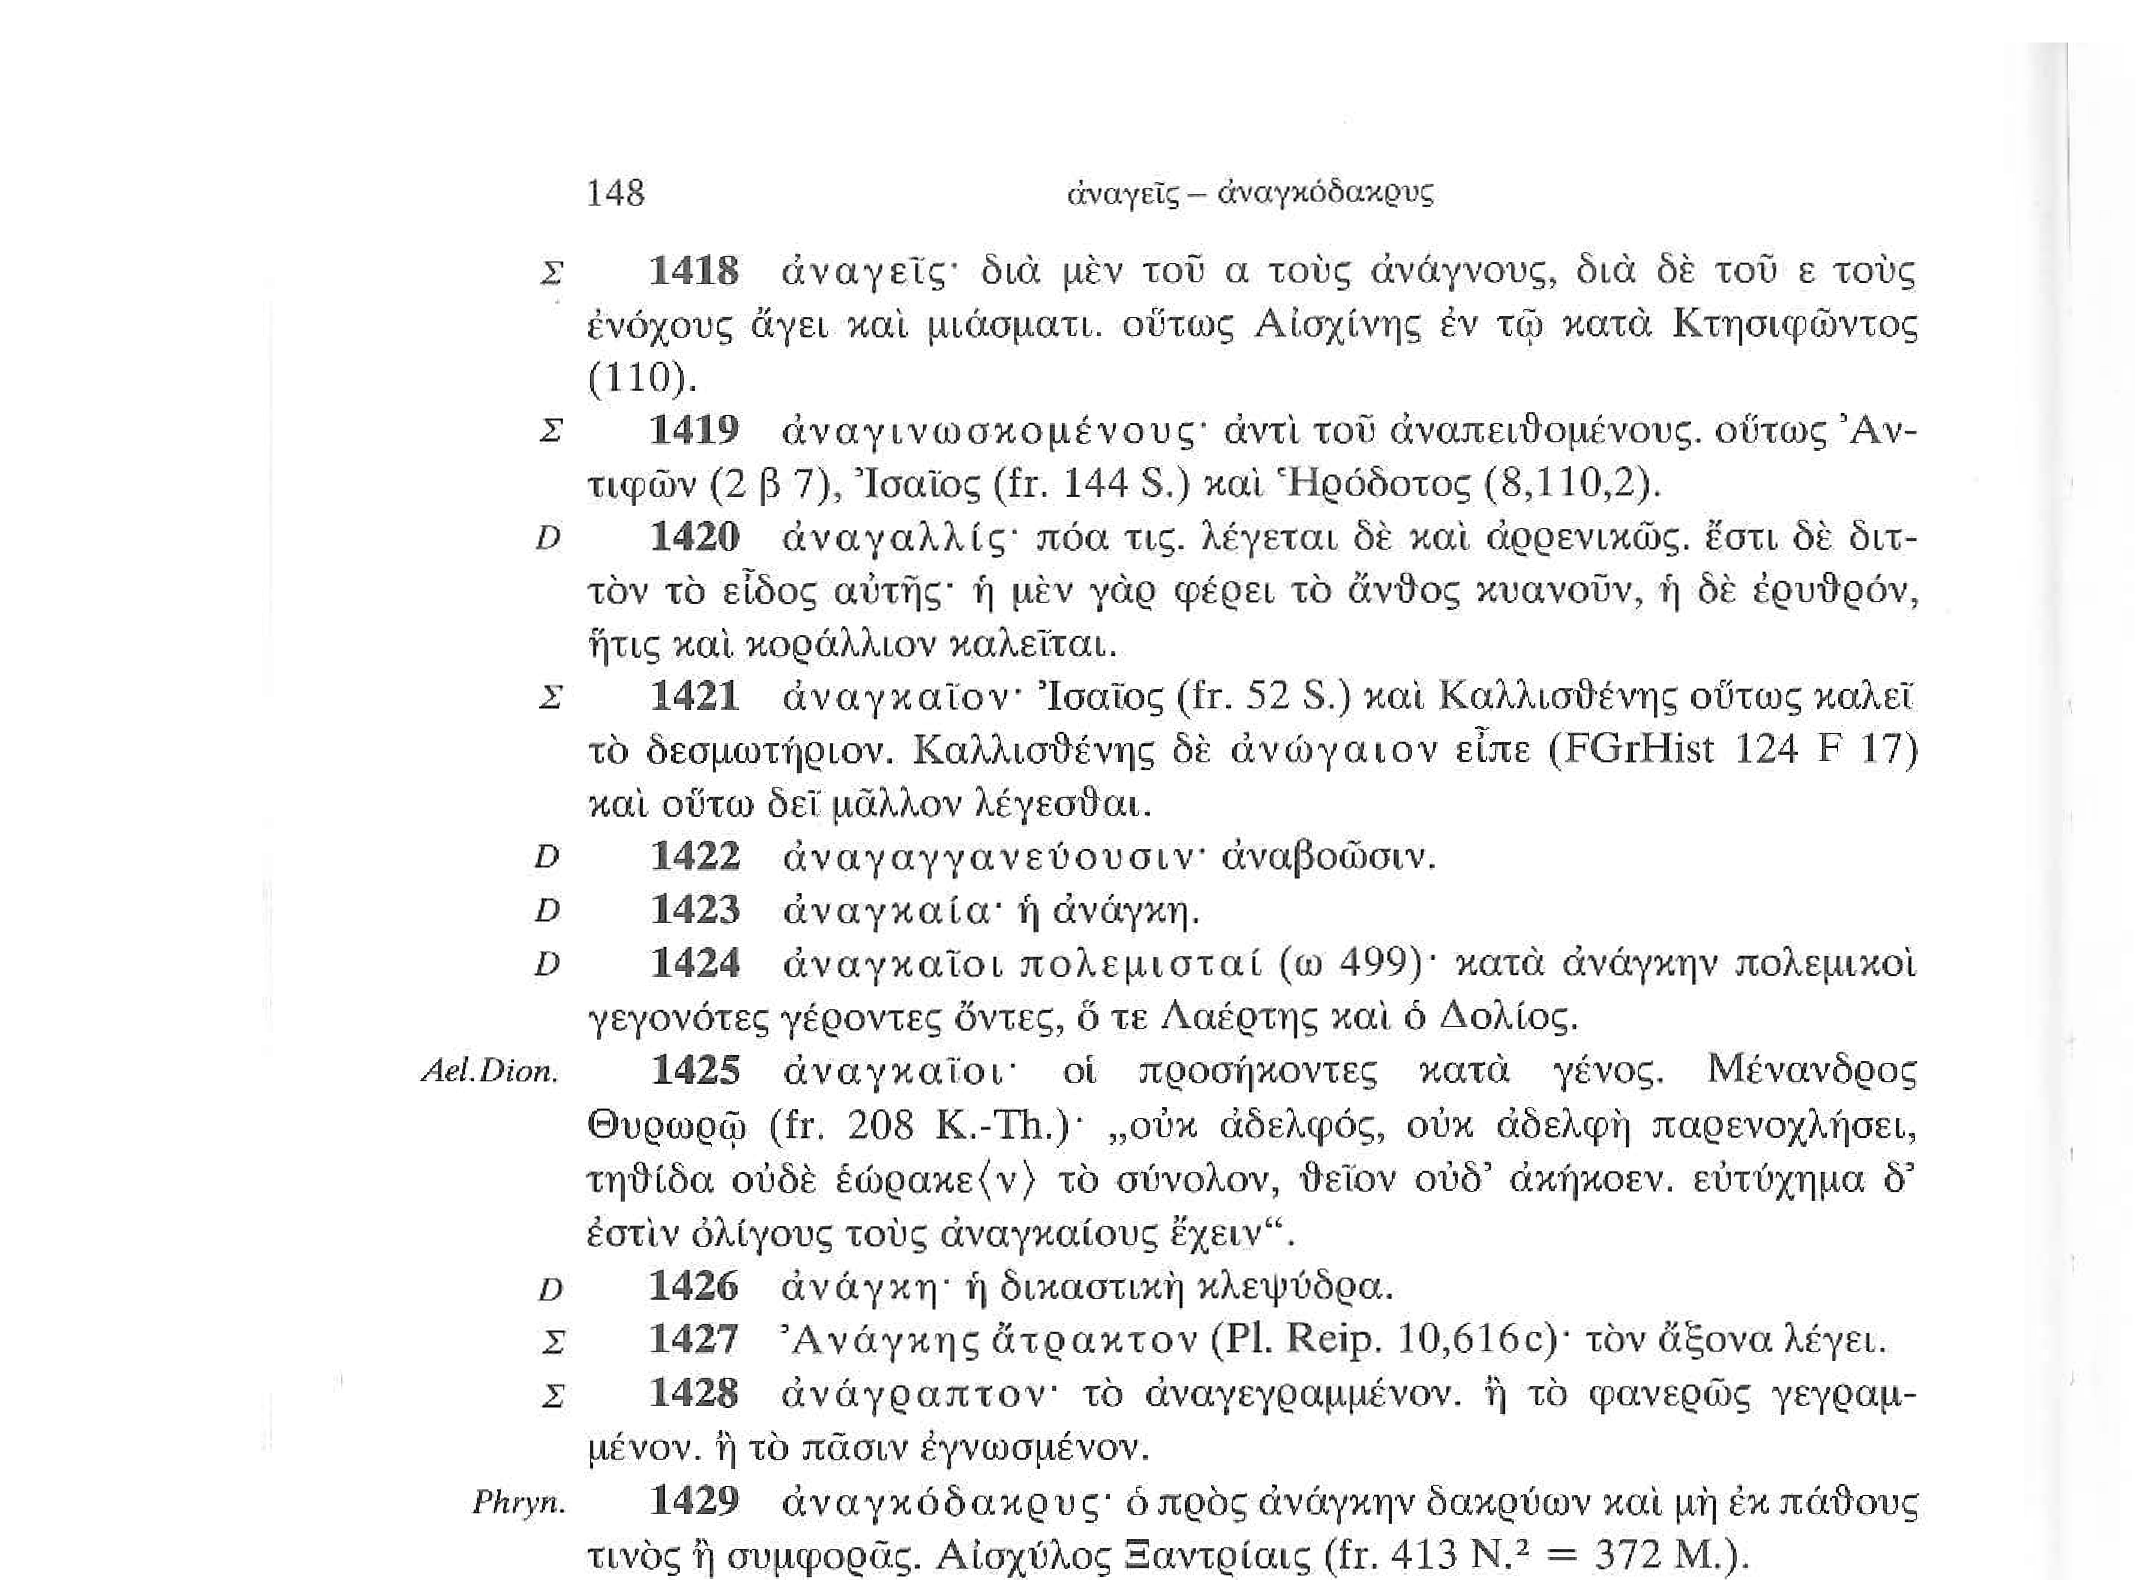 148 ἀναγεῖς – ἀναγκόδακρυς
Σ 1418 ἀναγεῖς· διὰ μὲν τοῦ α τοὺς ἀνάγνους, διὰ δὲ τοῦ ε τοὺς
ἐνόχους ἄγει καὶ μιάσματι. οὕτως Αἰσχίνης ἐν τῷ κατὰ Κτησιφῶντος
(110).
Σ 1419 ἀναγινωσκομένους· ἀντὶ τοῦ ἀναπειθομένους. οὕτως Ἀν-
τιφῶν (2 β 7), Ἰσαῖος (fr. 144 S.) καὶ Ἡρόδοτος (8,110,2).
D 1420 ἀναγαλλίς· πόα τις. λέγεται δὲ καὶ ἀρρενικῶς. ἔστι δὲ διτ-
τὸν τὸ εἶδος αὐτῆς· ἡ μὲν γὰρ φέρει τὸ ἄνθος κυανοῦν, ἡ δὲ ἐρυθρόν,
ἥτις καὶ κοράλλιον καλεῖται.
Σ 1421 ἀναγκαῖον· Ἰσαῖος (fr. 52 S.) καὶ Καλλισθένης οὕτως καλεῖ
τὸ δεσμωτήριον. Καλλισθένης δὲ ἀνώγαιον εἶπε (FGrHist 124 F 17)
καὶ οὕτω δεῖ μᾶλλον λέγεσθαι.
D 1422 ἀναγαγγανεύουσιν· ἀναβοῶσιν.
D 1423 ἀναγκαία· ἡ ἀνάγκη.
D 1424 ἀναγκαῖοι πολεμισταί (ω 499)· κατὰ ἀνάγκην πολεμικοὶ
γεγονότες γέροντες ὄντες, ὅ τε Λαέρτης καὶ ὁ Δολίος.
Ael.Dion. 1425 ἀναγκαῖοι· οἱ προσήκοντες κατὰ γένος. Μένανδρος
Θυρωρῷ (fr. 208 K.-Th.)· „οὐκ ἀδελφός, οὐκ ἀδελφὴ παρενοχλήσει,
τηθίδα οὐδὲ ἑώρακε⟨ν⟩ τὸ σύνολον, θεῖον οὐδ’ ἀκήκοεν. εὐτύχημα δ’
ἐστὶν ὀλίγους τοὺς ἀναγκαίους ἔχειν“.
D 1426 ἀνάγκη· ἡ δικαστικὴ κλεψύδρα.
Σ 1427 Ἀνάγκης ἄτρακτον (Pl. Reip. 10,616c)· τὸν ἄξονα λέγει.
Σ 1428 ἀνάγραπτον· τὸ ἀναγεγραμμένον. ἢ τὸ φανερῶς γεγραμ-
μένον. ἢ τὸ πᾶσιν ἐγνωσμένον.
Phryn. 1429 ἀναγκόδακρυς· ὁ πρὸς ἀνάγκην δακρύων καὶ μὴ ἐκ πάθους
τινὸς ἢ συμφορᾶς. Αἰσχύλος Ξαντρίαις (fr. 413 N.² = 372 M.).